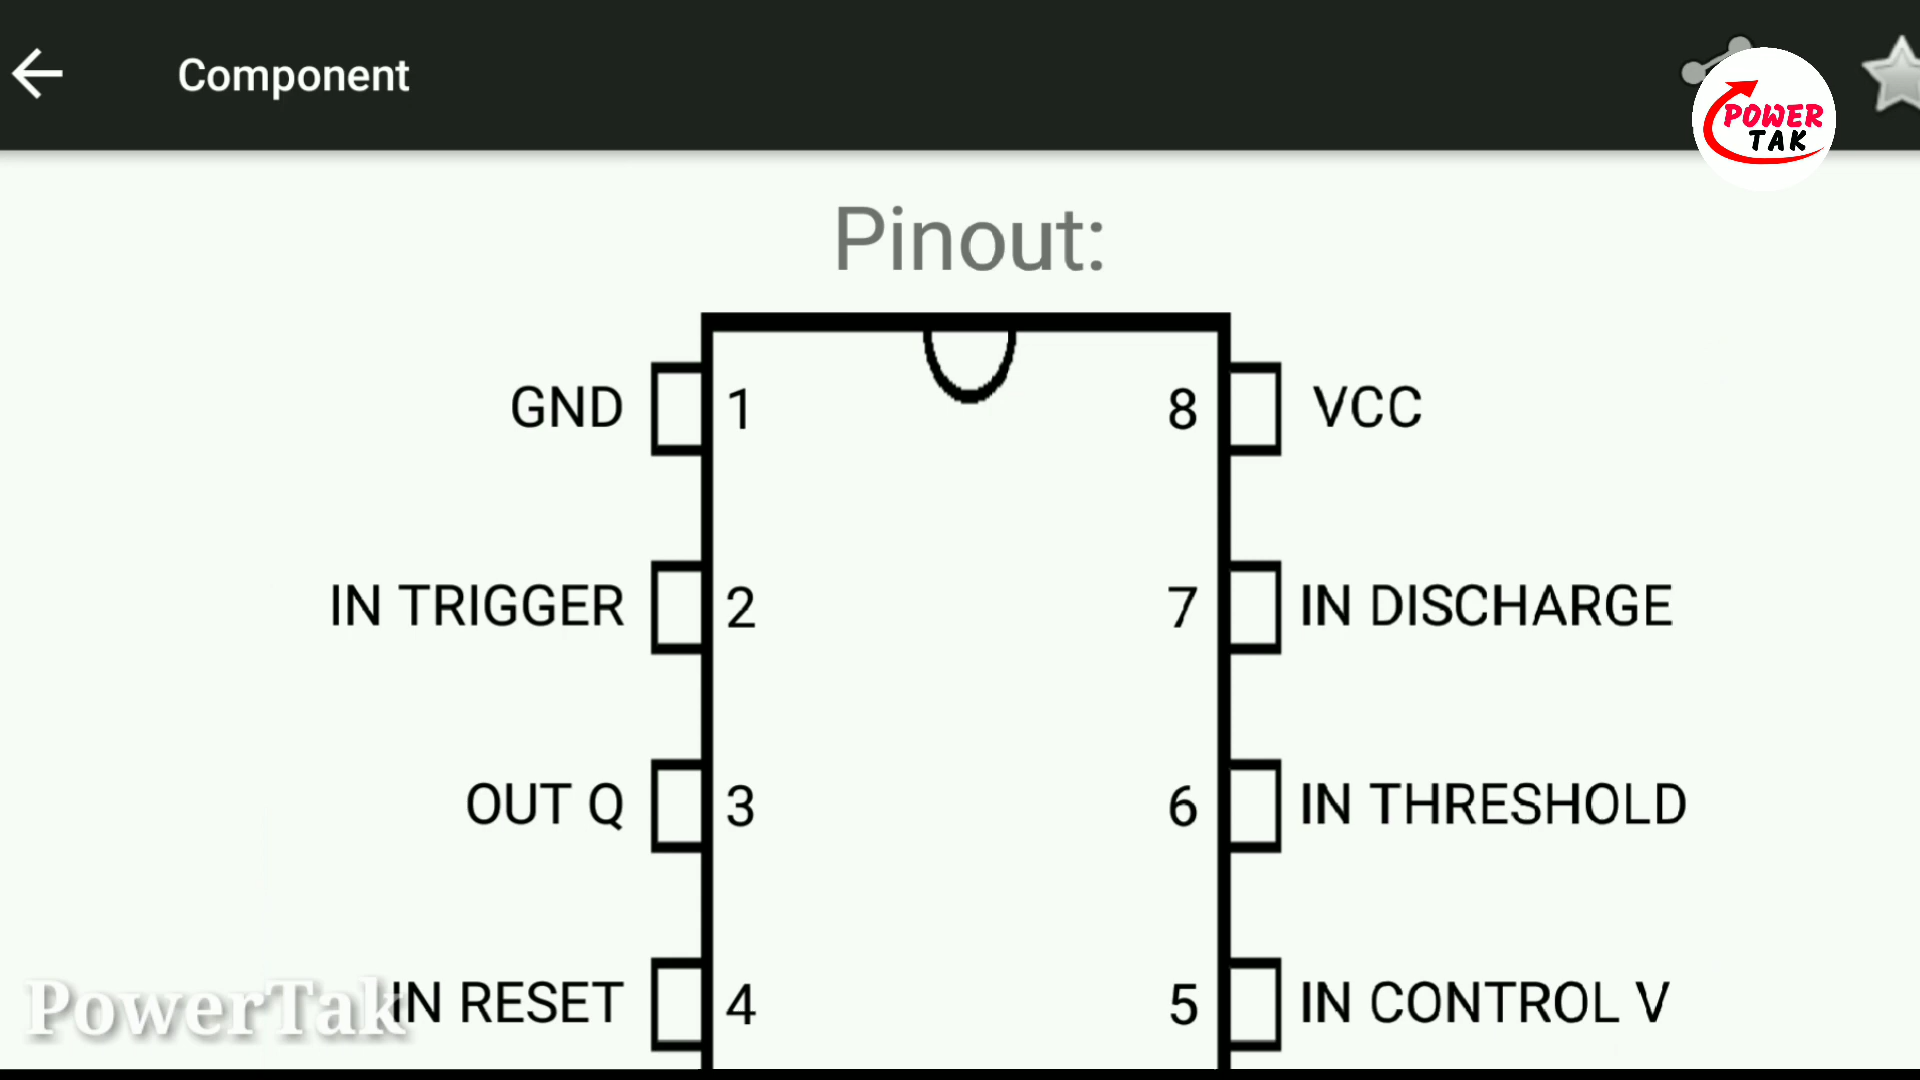 Component
POWER
TAK
Pinout:
GND 1 8 VCC
IN TRIGGER 2 7 IN DISCHARGE
OUT Q 3 6 IN THRESHOLD
IN RESET 4 5 IN CONTROL V
PowerTak